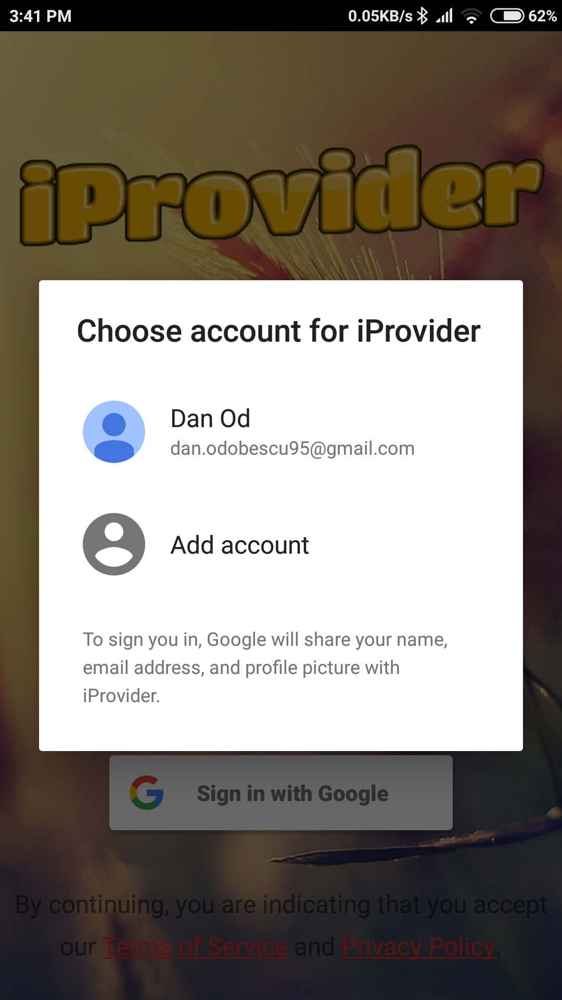 3:41 PM 0.05KB/s 62%
iProvider
Choose account for iProvider
Dan Od
dan.odobescu95@gmail.com
Add account
To sign you in, Google will share your name,
email address, and profile picture with
iProvider.
Sign in with Google
By continuing, you are indicating that you accept
our Terms of Service and Privacy Policy.